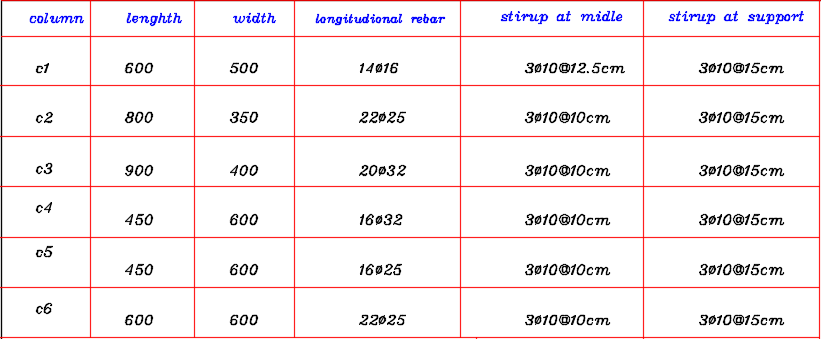 column lenghth width longitudional rebar stirup at midle stirup at support
c1 600 500 14ø16 3ø10@12.5cm 3ø10@15cm
c2 800 350 22ø25 3ø10@10cm 3ø10@15cm
c3 900 400 20ø32 3ø10@10cm 3ø10@15cm
c4 450 600 16ø32 3ø10@10cm 3ø10@15cm
c5 450 600 16ø25 3ø10@10cm 3ø10@15cm
c6 600 600 22ø25 3ø10@10cm 3ø10@15cm